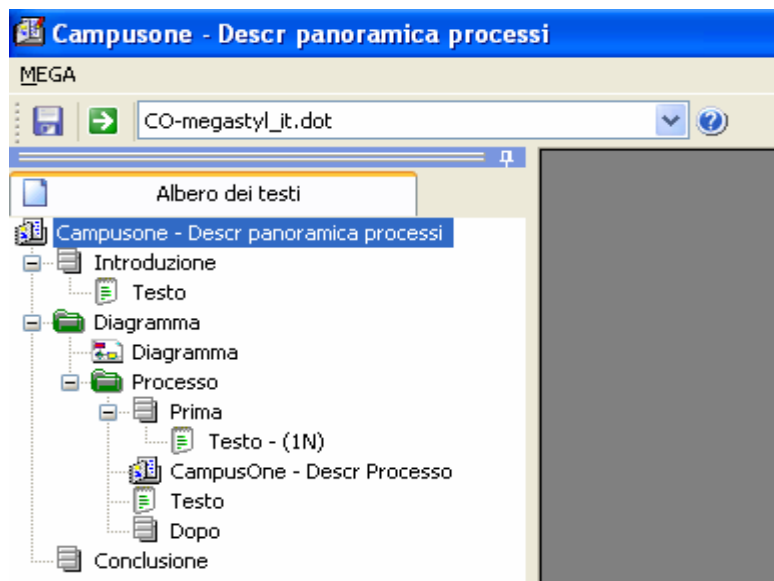 Campusone - Descr panoramica processi
MEGA
CO-megastyl_it.dot
Albero dei testi
Campusone - Descr panoramica processi
Introduzione
Testo
Diagramma
Diagramma
Processo
Prima
Testo - (1N)
CampusOne - Descr Processo
Testo
Dopo
Conclusione